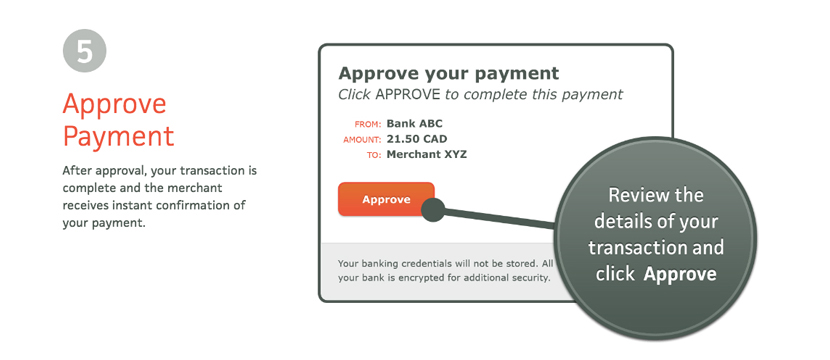 5
Approve
Payment
After approval, your transaction is
complete and the merchant
receives instant confirmation of
your payment.
Approve your payment
Click APPROVE to complete this payment
FROM: Bank ABC
AMOUNT: 21.50 CAD
TO: Merchant XYZ
Approve
Your banking credentials will not be stored. All
your bank is encrypted for additional security.
Review the
details of your
transaction and
click Approve